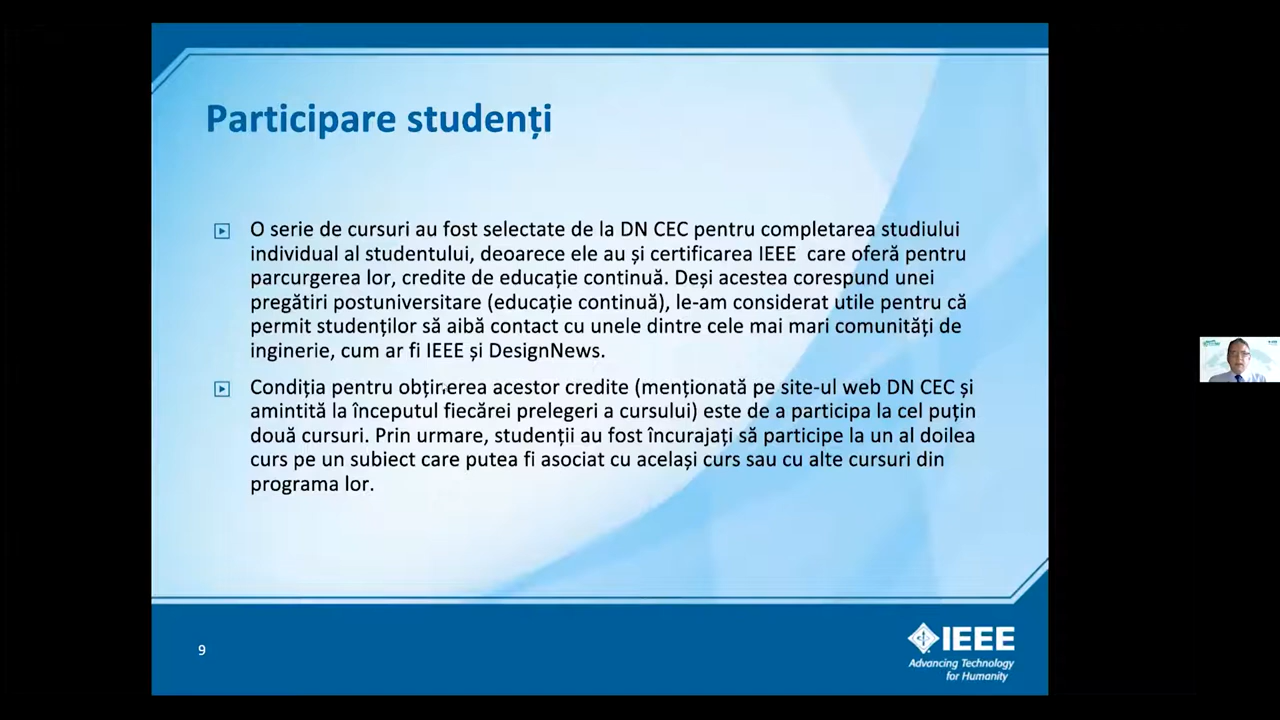 Participare studenți
O serie de cursuri au fost selectate de la DN CEC pentru completarea studiului
individual al studentului, deoarece ele au și certificarea IEEE care oferă pentru
parcurgerea lor, credite de educație continuă. Deși acestea corespund unei
pregătiri postuniversitare (educație continuă), le-am considerat utile pentru că
permit studenților să aibă contact cu unele dintre cele mai mari comunități de
inginerie, cum ar fi IEEE și DesignNews.
Condiția pentru obținerea acestor credite (menționată pe site-ul web DN CEC și
amintită la începutul fiecărei prelegeri a cursului) este de a participa la cel puțin
două cursuri. Prin urmare, studenții au fost încurajați să participe la un al doilea
curs pe un subiect care putea fi asociat cu același curs sau cu alte cursuri din
programa lor.
9
IEEE
Advancing Technology
for Humanity